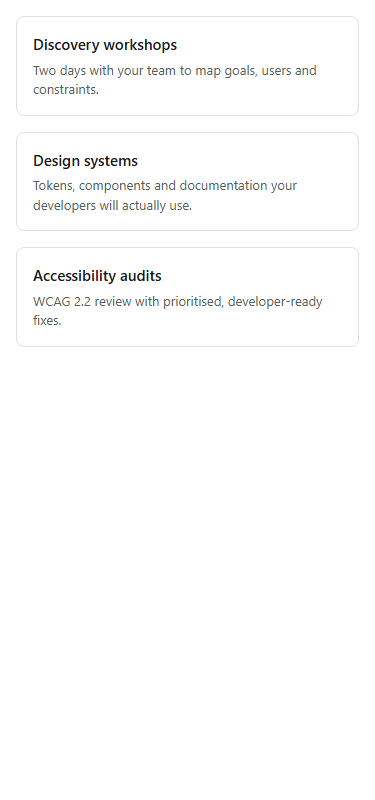 Discovery workshops
Two days with your team to map goals, users and
constraints.
Design systems
Tokens, components and documentation your
developers will actually use.
Accessibility audits
WCAG 2.2 review with prioritised, developer-ready
fixes.